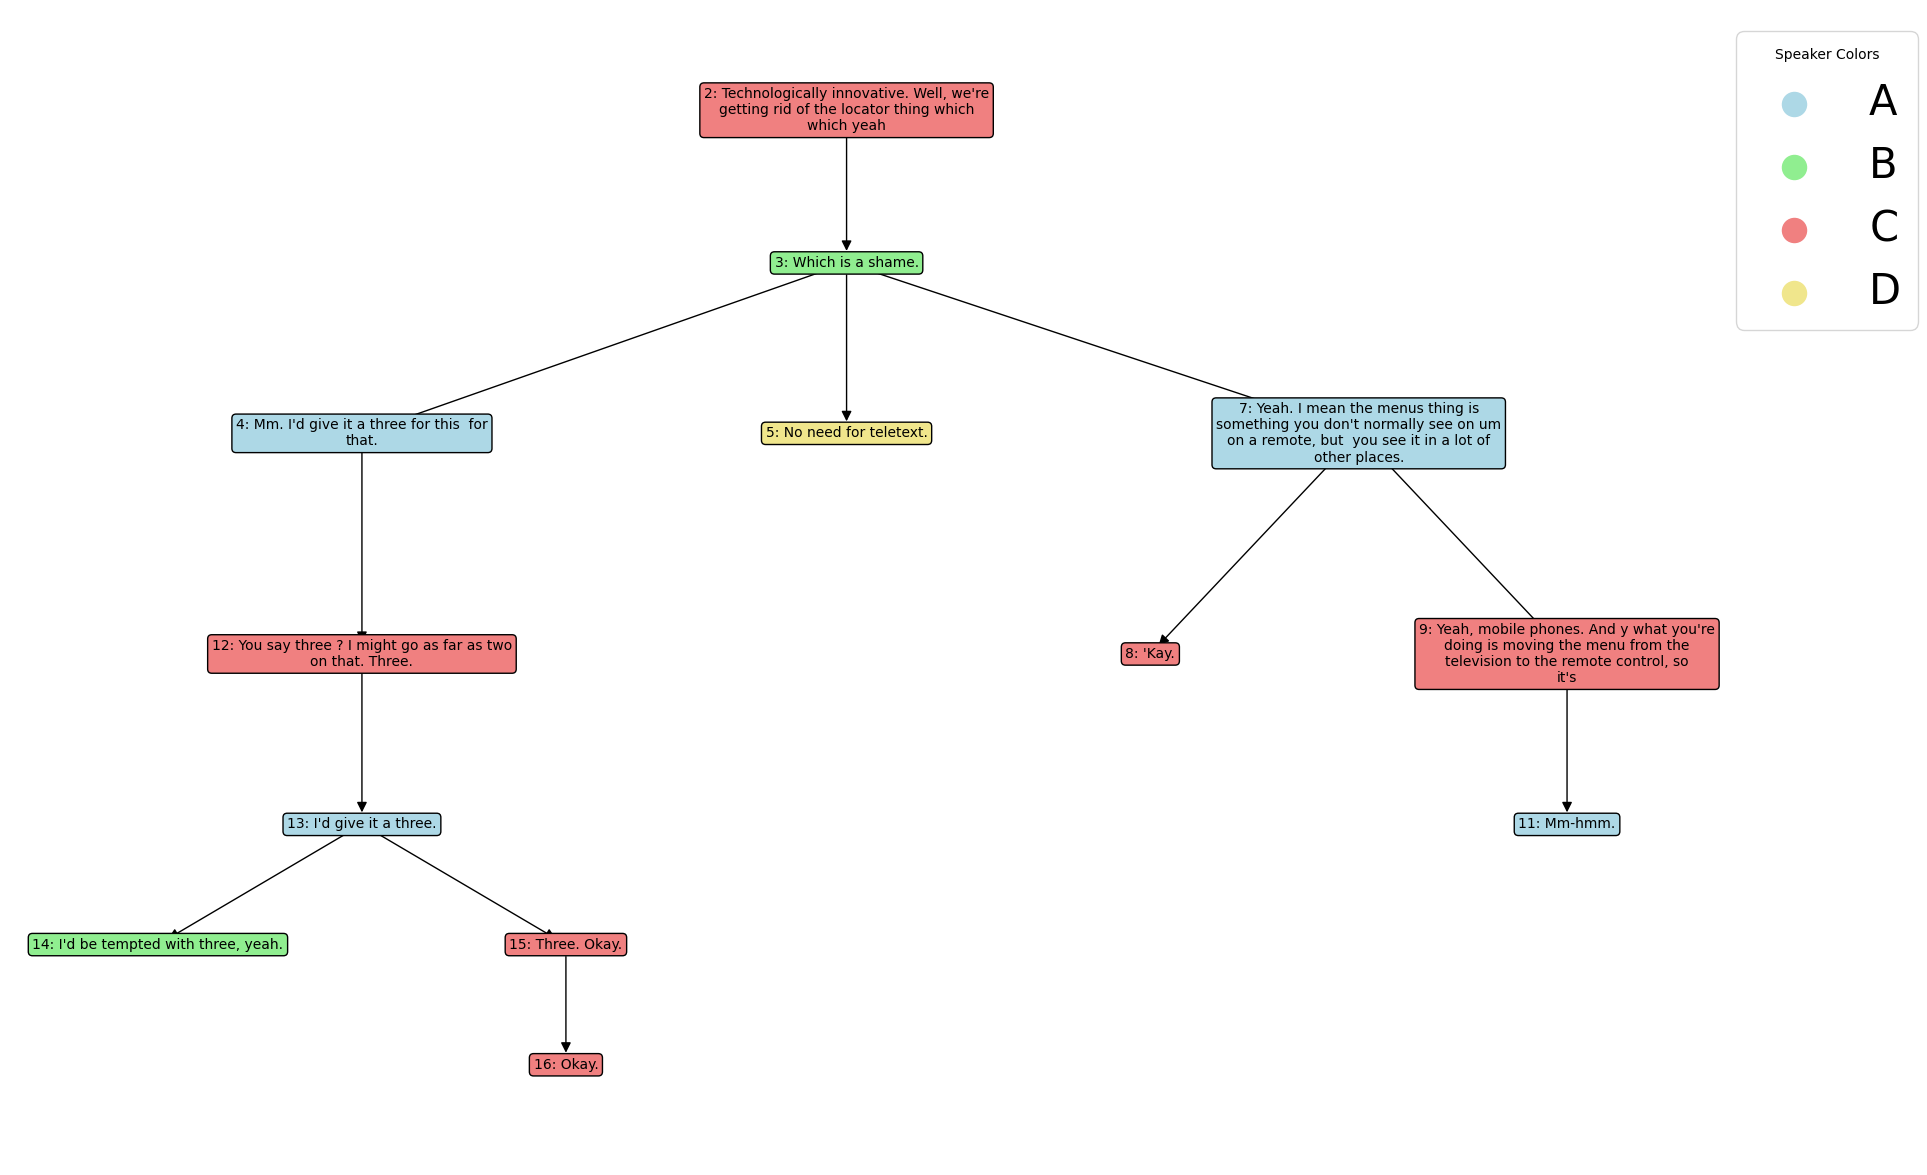 Speaker Colors
A
B
C
D
2: Technologically innovative. Well, we're
getting rid of the locator thing which
which yeah
3: Which is a shame.
4: Mm. I'd give it a three for this  for
that.
5: No need for teletext.
7: Yeah. I mean the menus thing is
something you don't normally see on um
on a remote, but  you see it in a lot of
other places.
12: You say three ? I might go as far as two
on that. Three.
8: 'Kay.
9: Yeah, mobile phones. And y what you're
doing is moving the menu from the
television to the remote control, so
it's
13: I'd give it a three.
11: Mm-hmm.
14: I'd be tempted with three, yeah.
15: Three. Okay.
16: Okay.